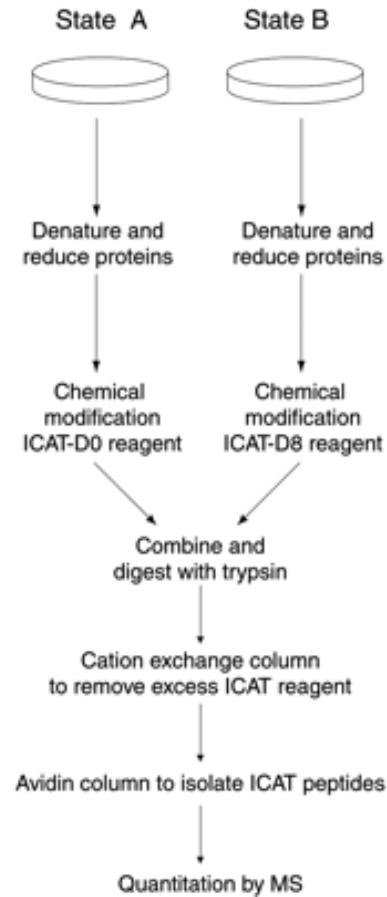 State A
State B
Denature and
reduce proteins
Denature and
reduce proteins
Chemical
modification
ICAT-D0 reagent
Chemical
modification
ICAT-D8 reagent
Combine and
digest with trypsin
Cation exchange column
to remove excess ICAT reagent
Avidin column to isolate ICAT peptides
Quantitation by MS